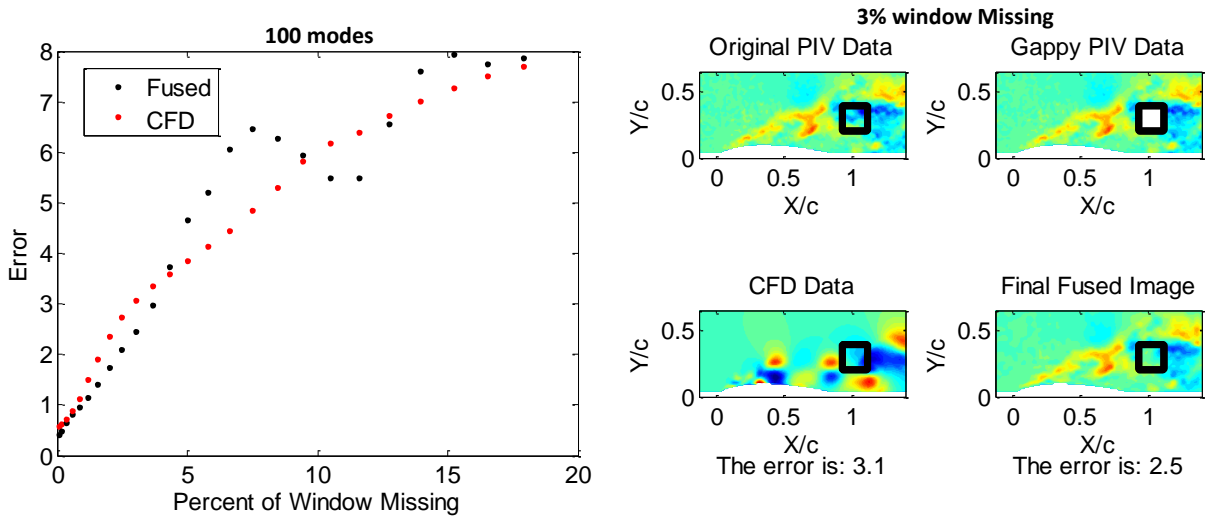 100 modes
8
7
6
5
4
3
2
1
0
Error
Fused
CFD
0
5
10
15
20
Percent of Window Missing
3% window Missing
Original PIV Data
Y/c
0.5
0
0
0.5
1
X/c
Gappy PIV Data
Y/c
0.5
0
0
0.5
1
X/c
CFD Data
Y/c
0.5
0
0
0.5
1
X/c
The error is: 3.1
Final Fused Image
Y/c
0.5
0
0
0.5
1
X/c
The error is: 2.5